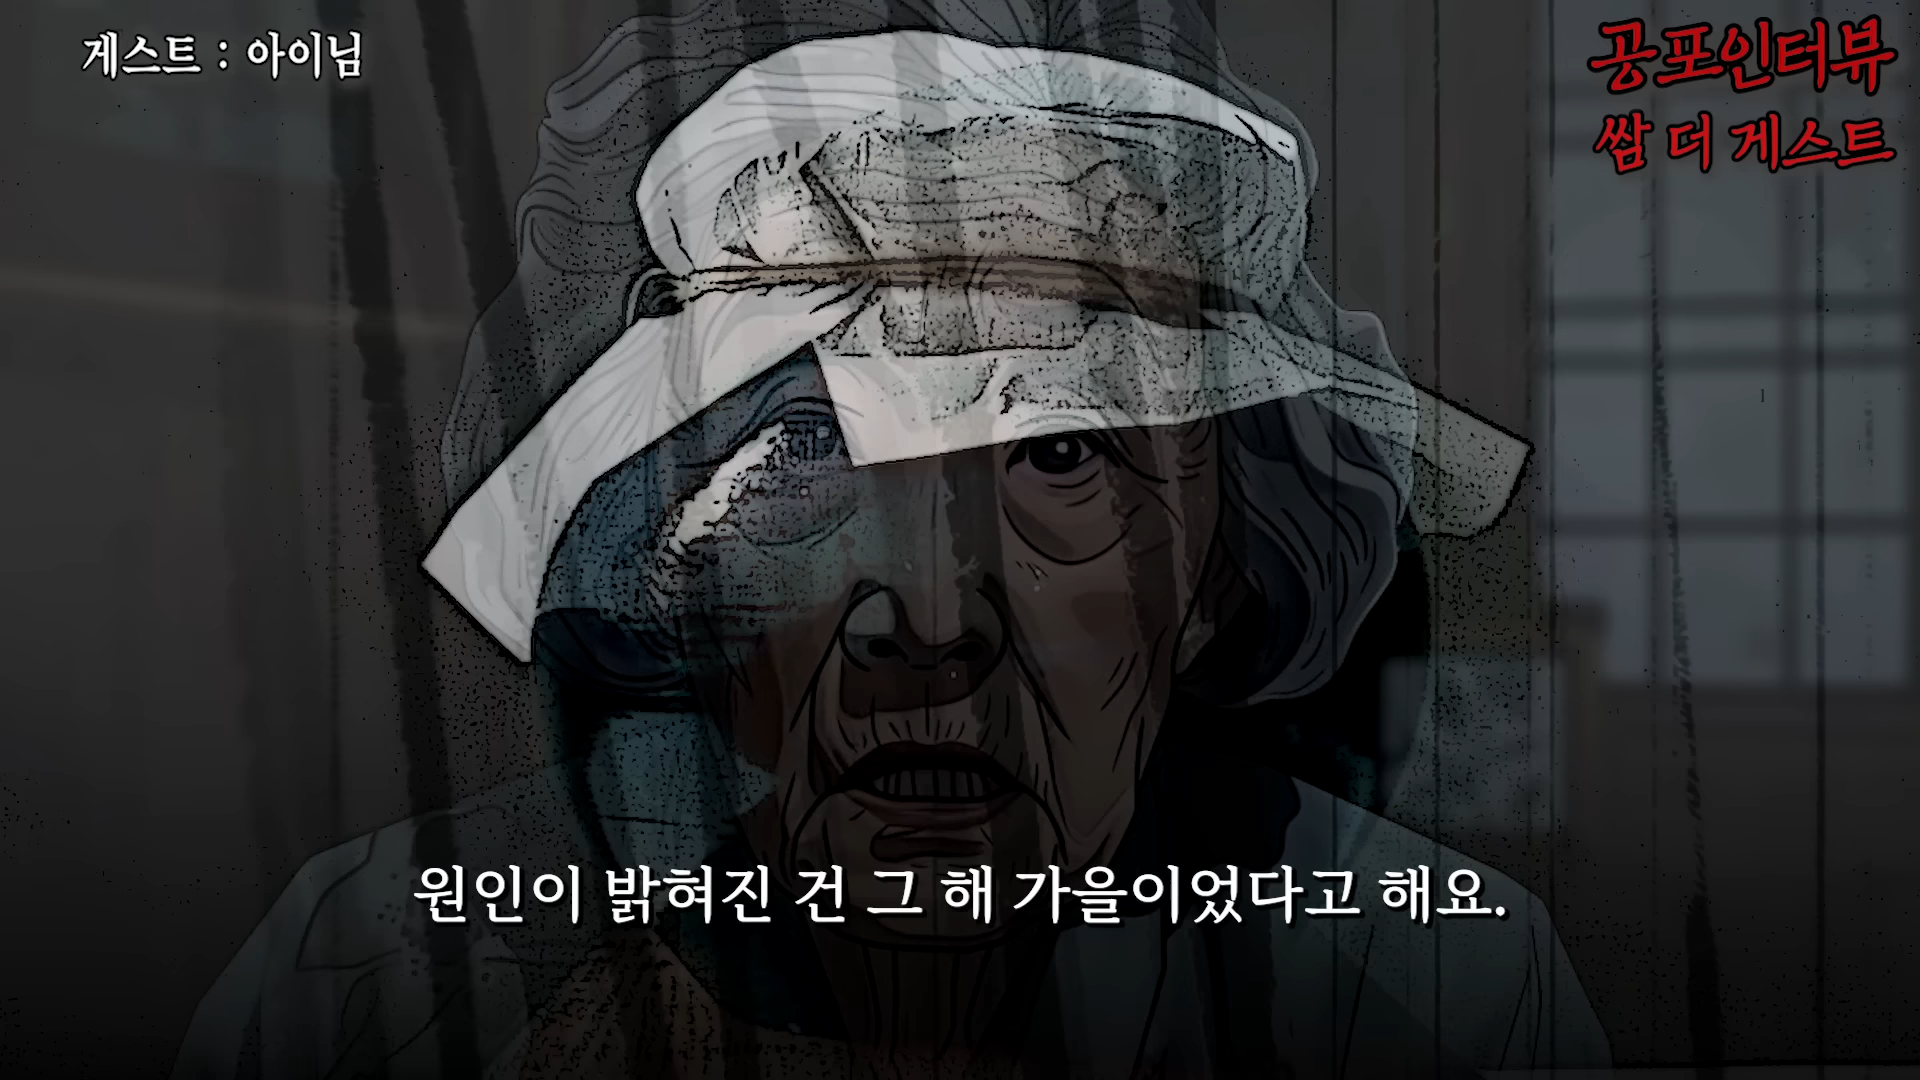 게스트 : 아이님
공포인터뷰
쌈 더 게스트
원인이 밝혀진 건 그 해 가을이었다고 해요.